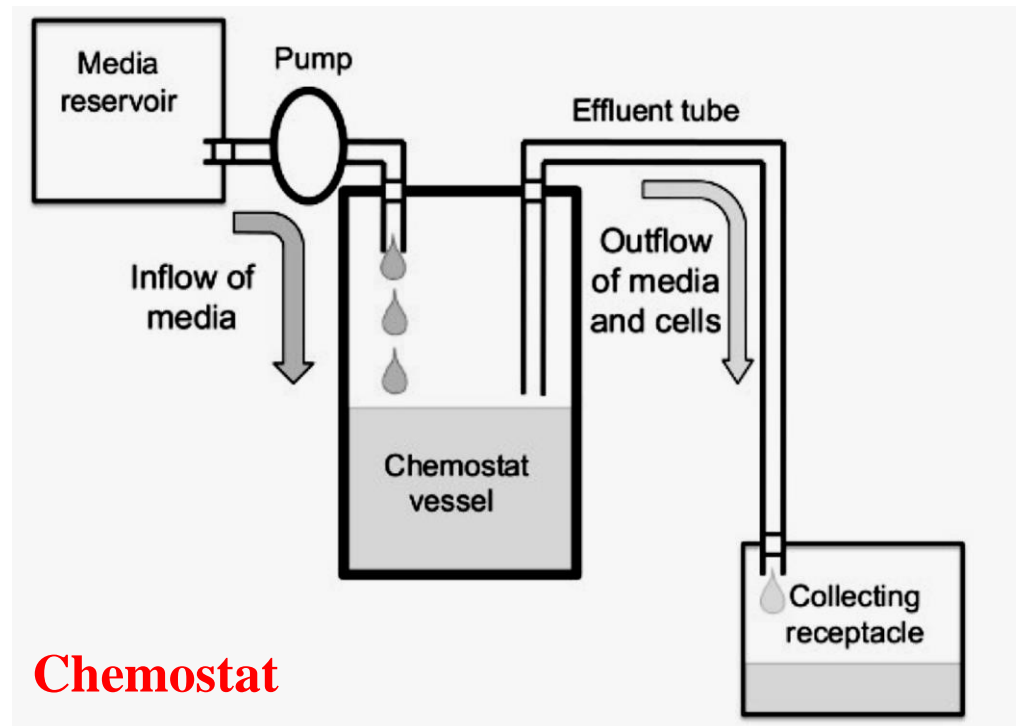 Media
reservoir
Pump
Effluent tube
Inflow of
media
Outflow
of media
and cells
Chemostat
vessel
Collecting
receptacle
Chemostat